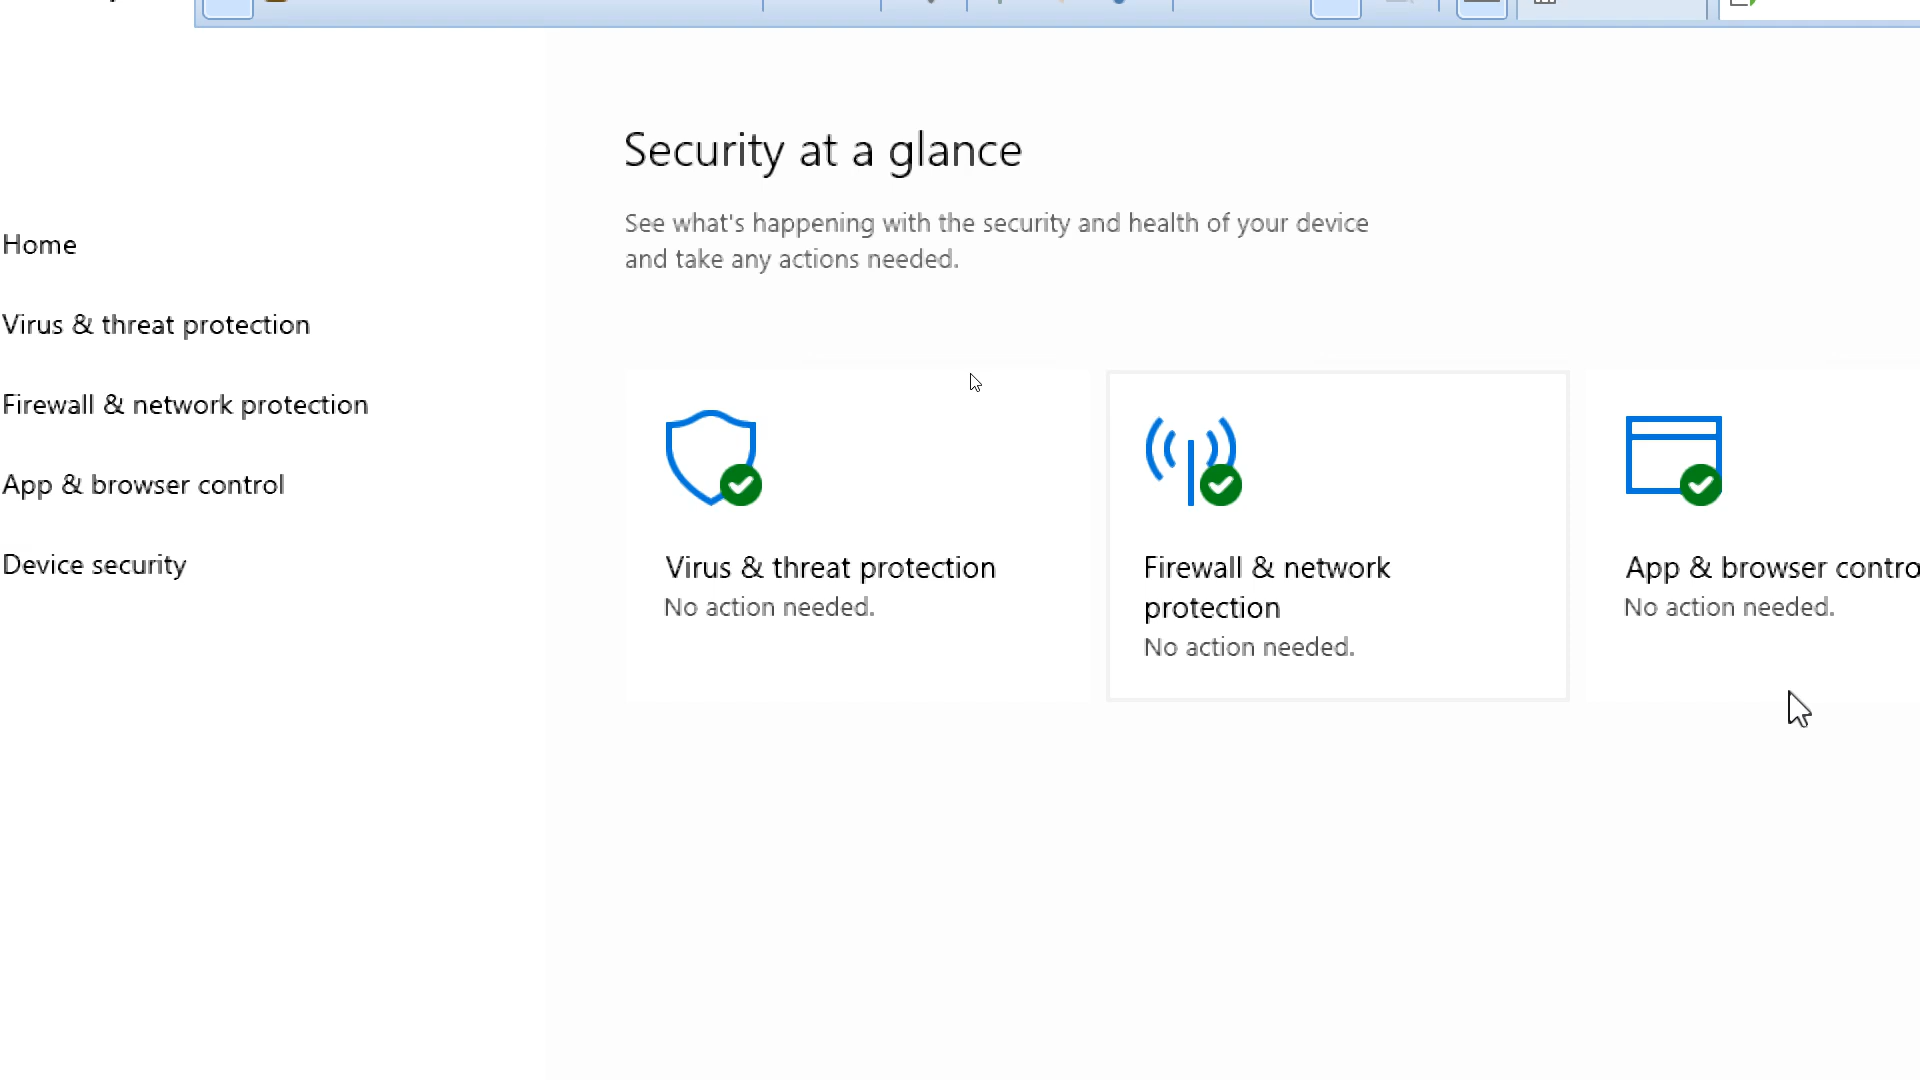 Security at a glance
See what's happening with the security and health of your device
and take any actions needed.
Home
Virus & threat protection
Firewall & network protection
App & browser control
Device security
Virus & threat protection
No action needed.
Firewall & network
protection
No action needed.
App & browser contro
No action needed.